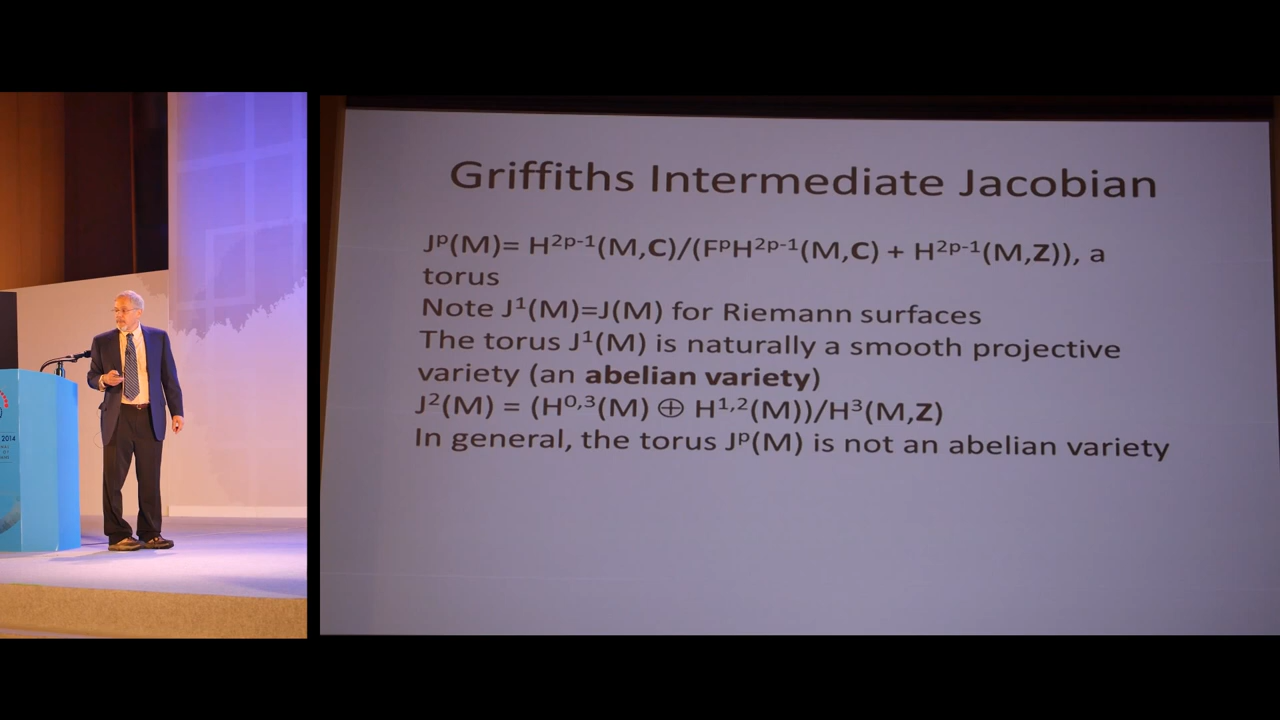 Griffiths Intermediate Jacobian
Jᵖ(M)= H²ᵖ⁻¹(M,C)/(FᵖH²ᵖ⁻¹(M,C) + H²ᵖ⁻¹(M,Z)), a
torus
Note J¹(M)=J(M) for Riemann surfaces
The torus J¹(M) is naturally a smooth projective
variety (an abelian variety)
J²(M) = (H⁰,³(M) ⊕ H¹,²(M))/H³(M,Z)
In general, the torus Jᵖ(M) is not an abelian variety
2014